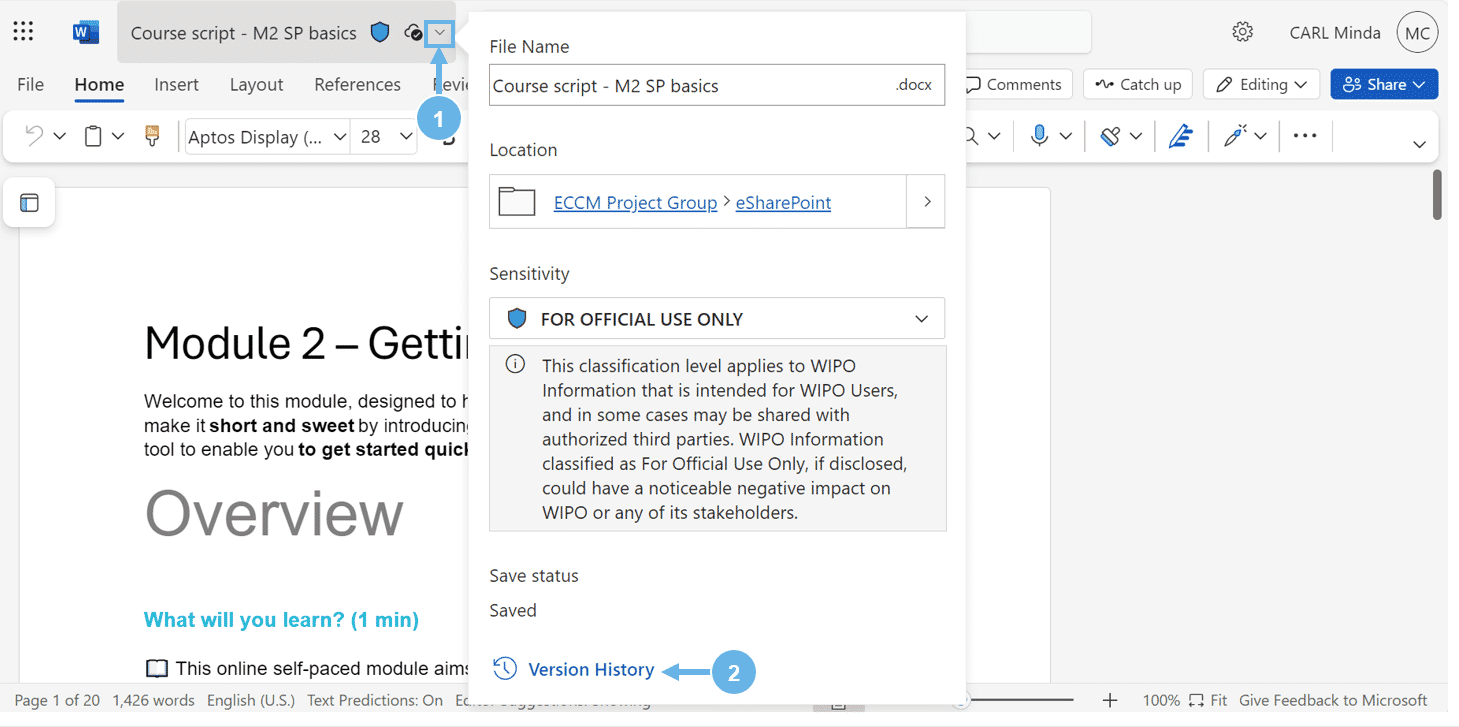 W
Course script - M2 SP basics
CARL Minda
MC
File
Home
Insert
Layout
References
1
File Name
Course script - M2 SP basics
.docx
Comments
Catch up
Editing
Share
Aptos Display (...
28
Location
ECCM Project Group > eSharePoint
Sensitivity
FOR OFFICIAL USE ONLY
This classification level applies to WIPO
Information that is intended for WIPO Users,
and in some cases may be shared with
authorized third parties. WIPO Information
classified as For Official Use Only, if disclosed,
could have a noticeable negative impact on
WIPO or any of its stakeholders.
Save status
Saved
Version History
2
Module 2 – Getti
Welcome to this module, designed to h
make it short and sweet by introducing
tool to enable you to get started quick
Overview
What will you learn? (1 min)
This online self-paced module aims
Page 1 of 20
1,426 words
English (U.S.)
Text Predictions: On
100%
Fit
Give Feedback to Microsoft